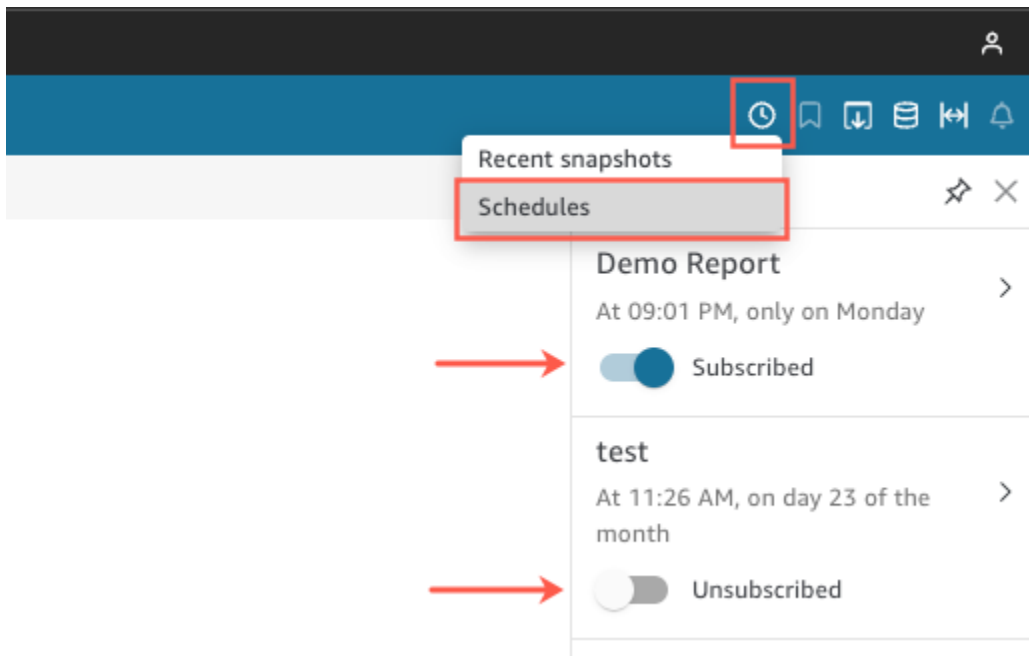 Recent snapshots
Schedules
Demo Report
At 09:01 PM, only on Monday
Subscribed
test
At 11:26 AM, on day 23 of the
month
Unsubscribed